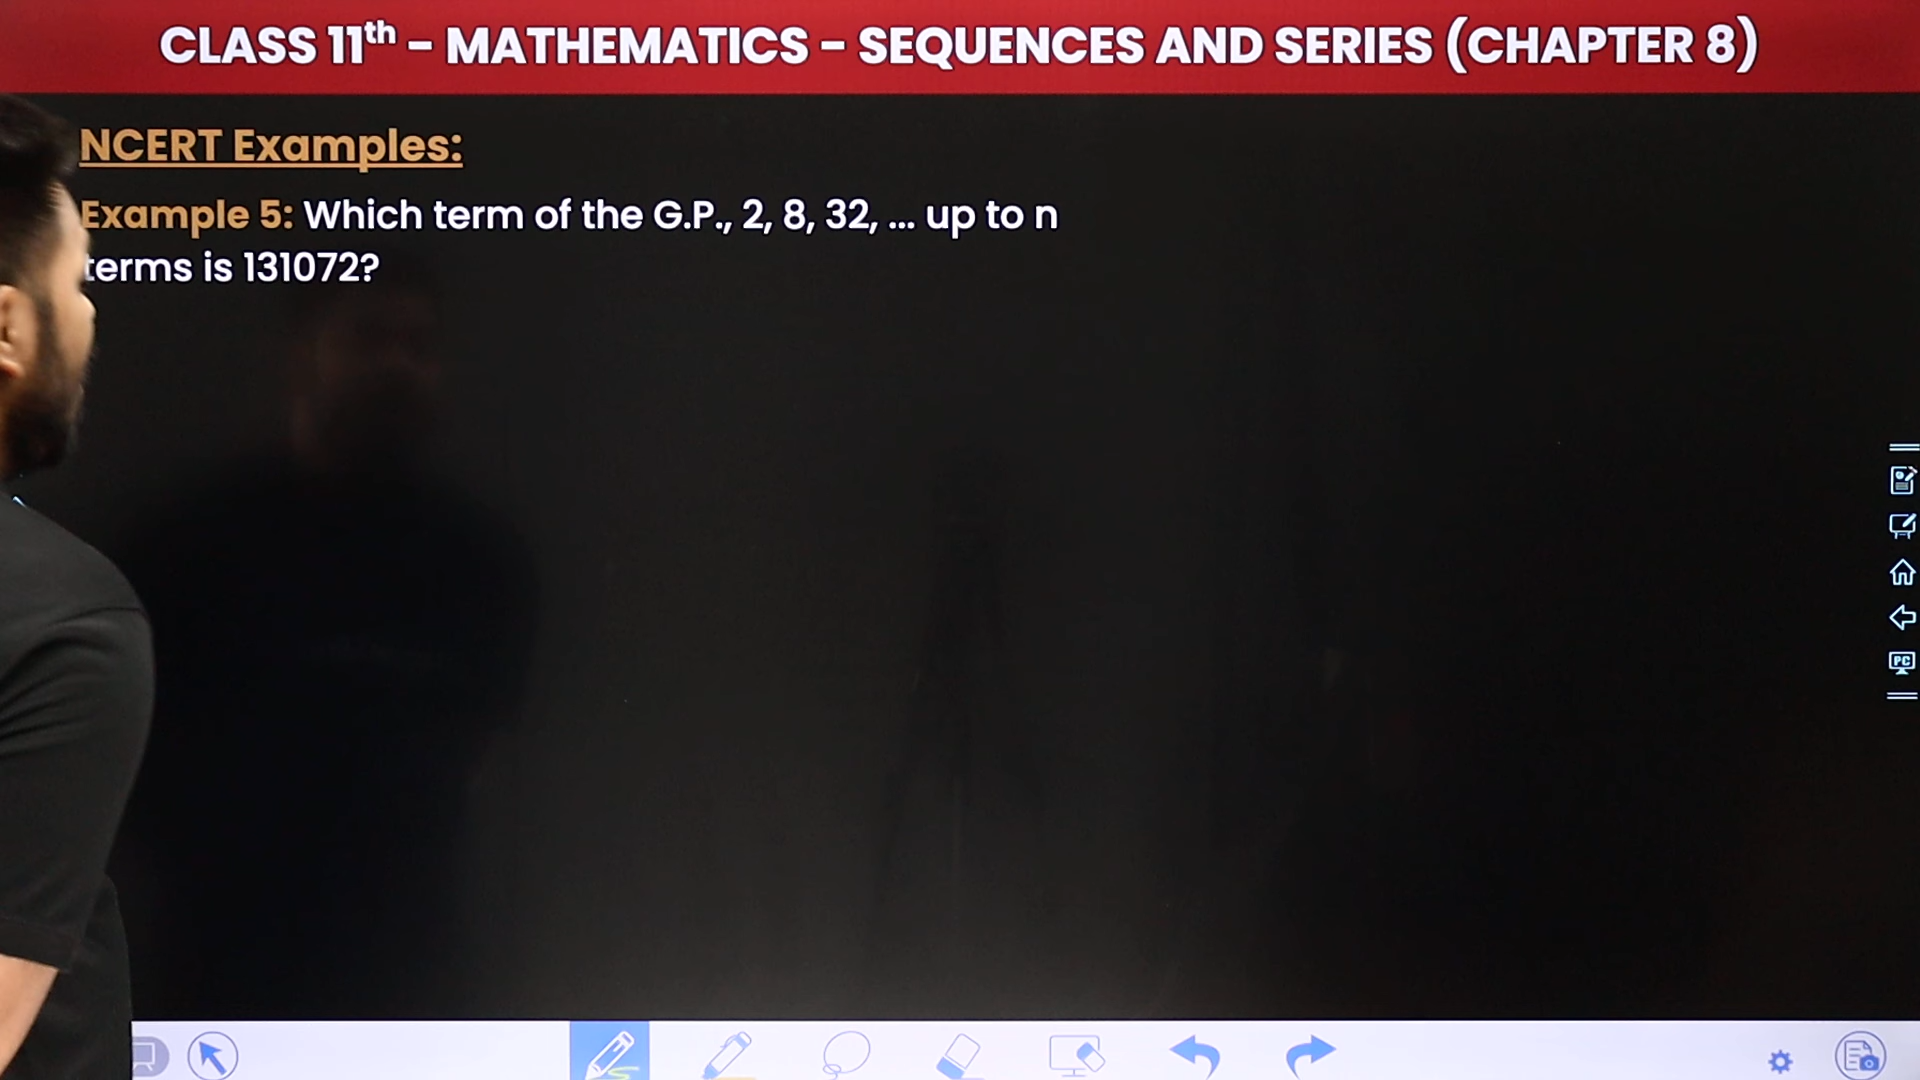 CLASS 11th - MATHEMATICS - SEQUENCES AND SERIES (CHAPTER 8)
NCERT Examples:
Example 5: Which term of the G.P., 2, 8, 32, ... up to n
terms is 131072?
PC